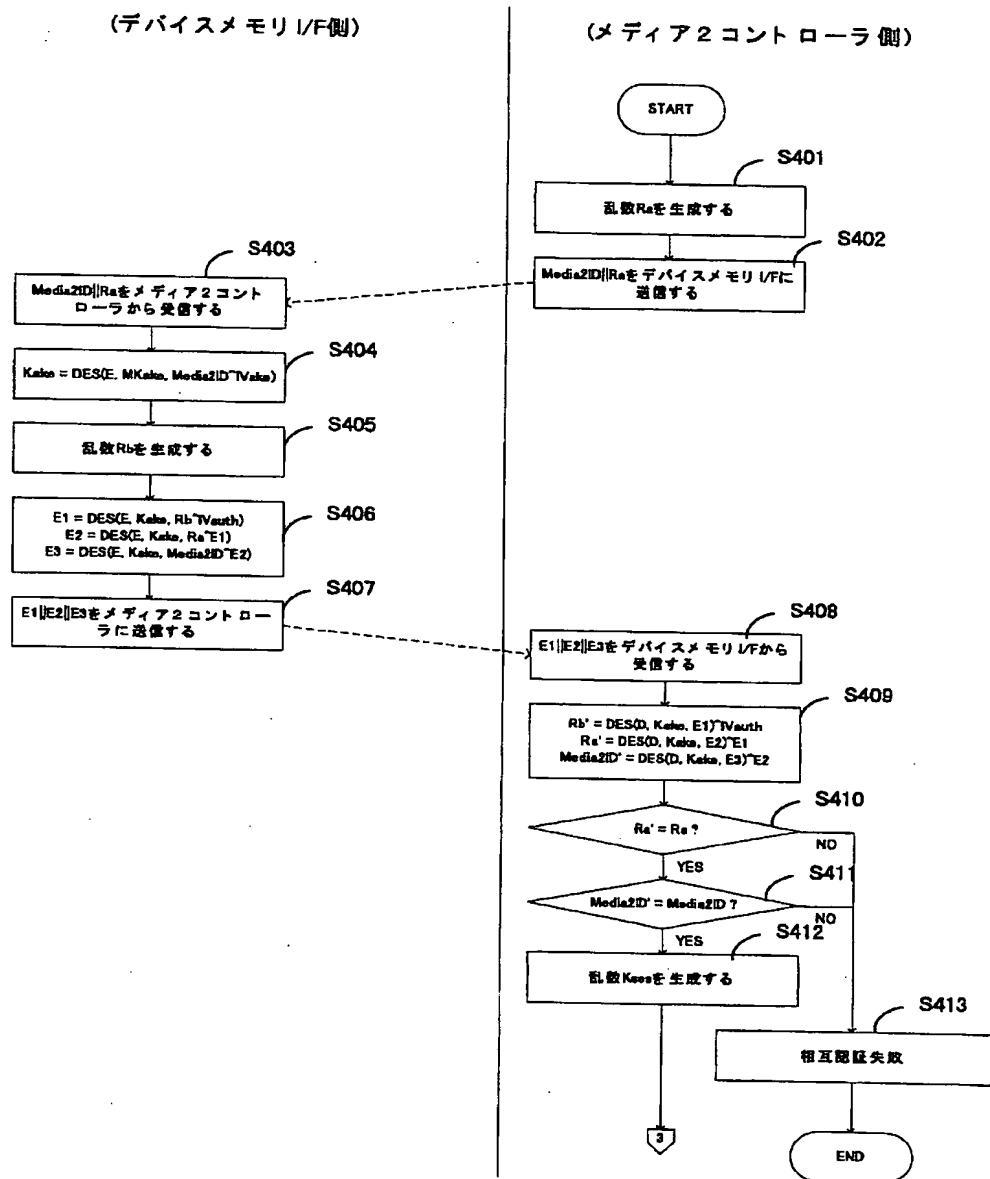 (デバイスメモリI/F側)
(メディア2コントローラ側)
START
S401
乱数Raを生成する
S402
Media2ID||RaをデバイスメモリI/Fに
送信する
S403
Media2ID||Raをメディア2コント
ローラから受信する
S404
Kake = DES(E, MKake, Media2ID^IVake)
S405
乱数Rbを生成する
S406
E1 = DES(E, Kake, Rb^IVauth)
E2 = DES(E, Kake, Ra^E1)
E3 = DES(E, Kake, Media2ID^E2)
S407
E1||E2||E3をメディア2コントロー
ラに送信する
S408
E1||E2||E3をデバイスメモリI/Fから
受信する
S409
Rb' = DES(D, Kake, E1)^IVauth
Ra' = DES(D, Kake, E2)^E1
Media2ID' = DES(D, Kake, E3)^E2
S410
Ra' = Ra ?
NO
YES
S411
Media2ID' = Media2ID ?
NO
YES
S412
乱数Ksesを生成する
S413
相互認証失敗
3
END